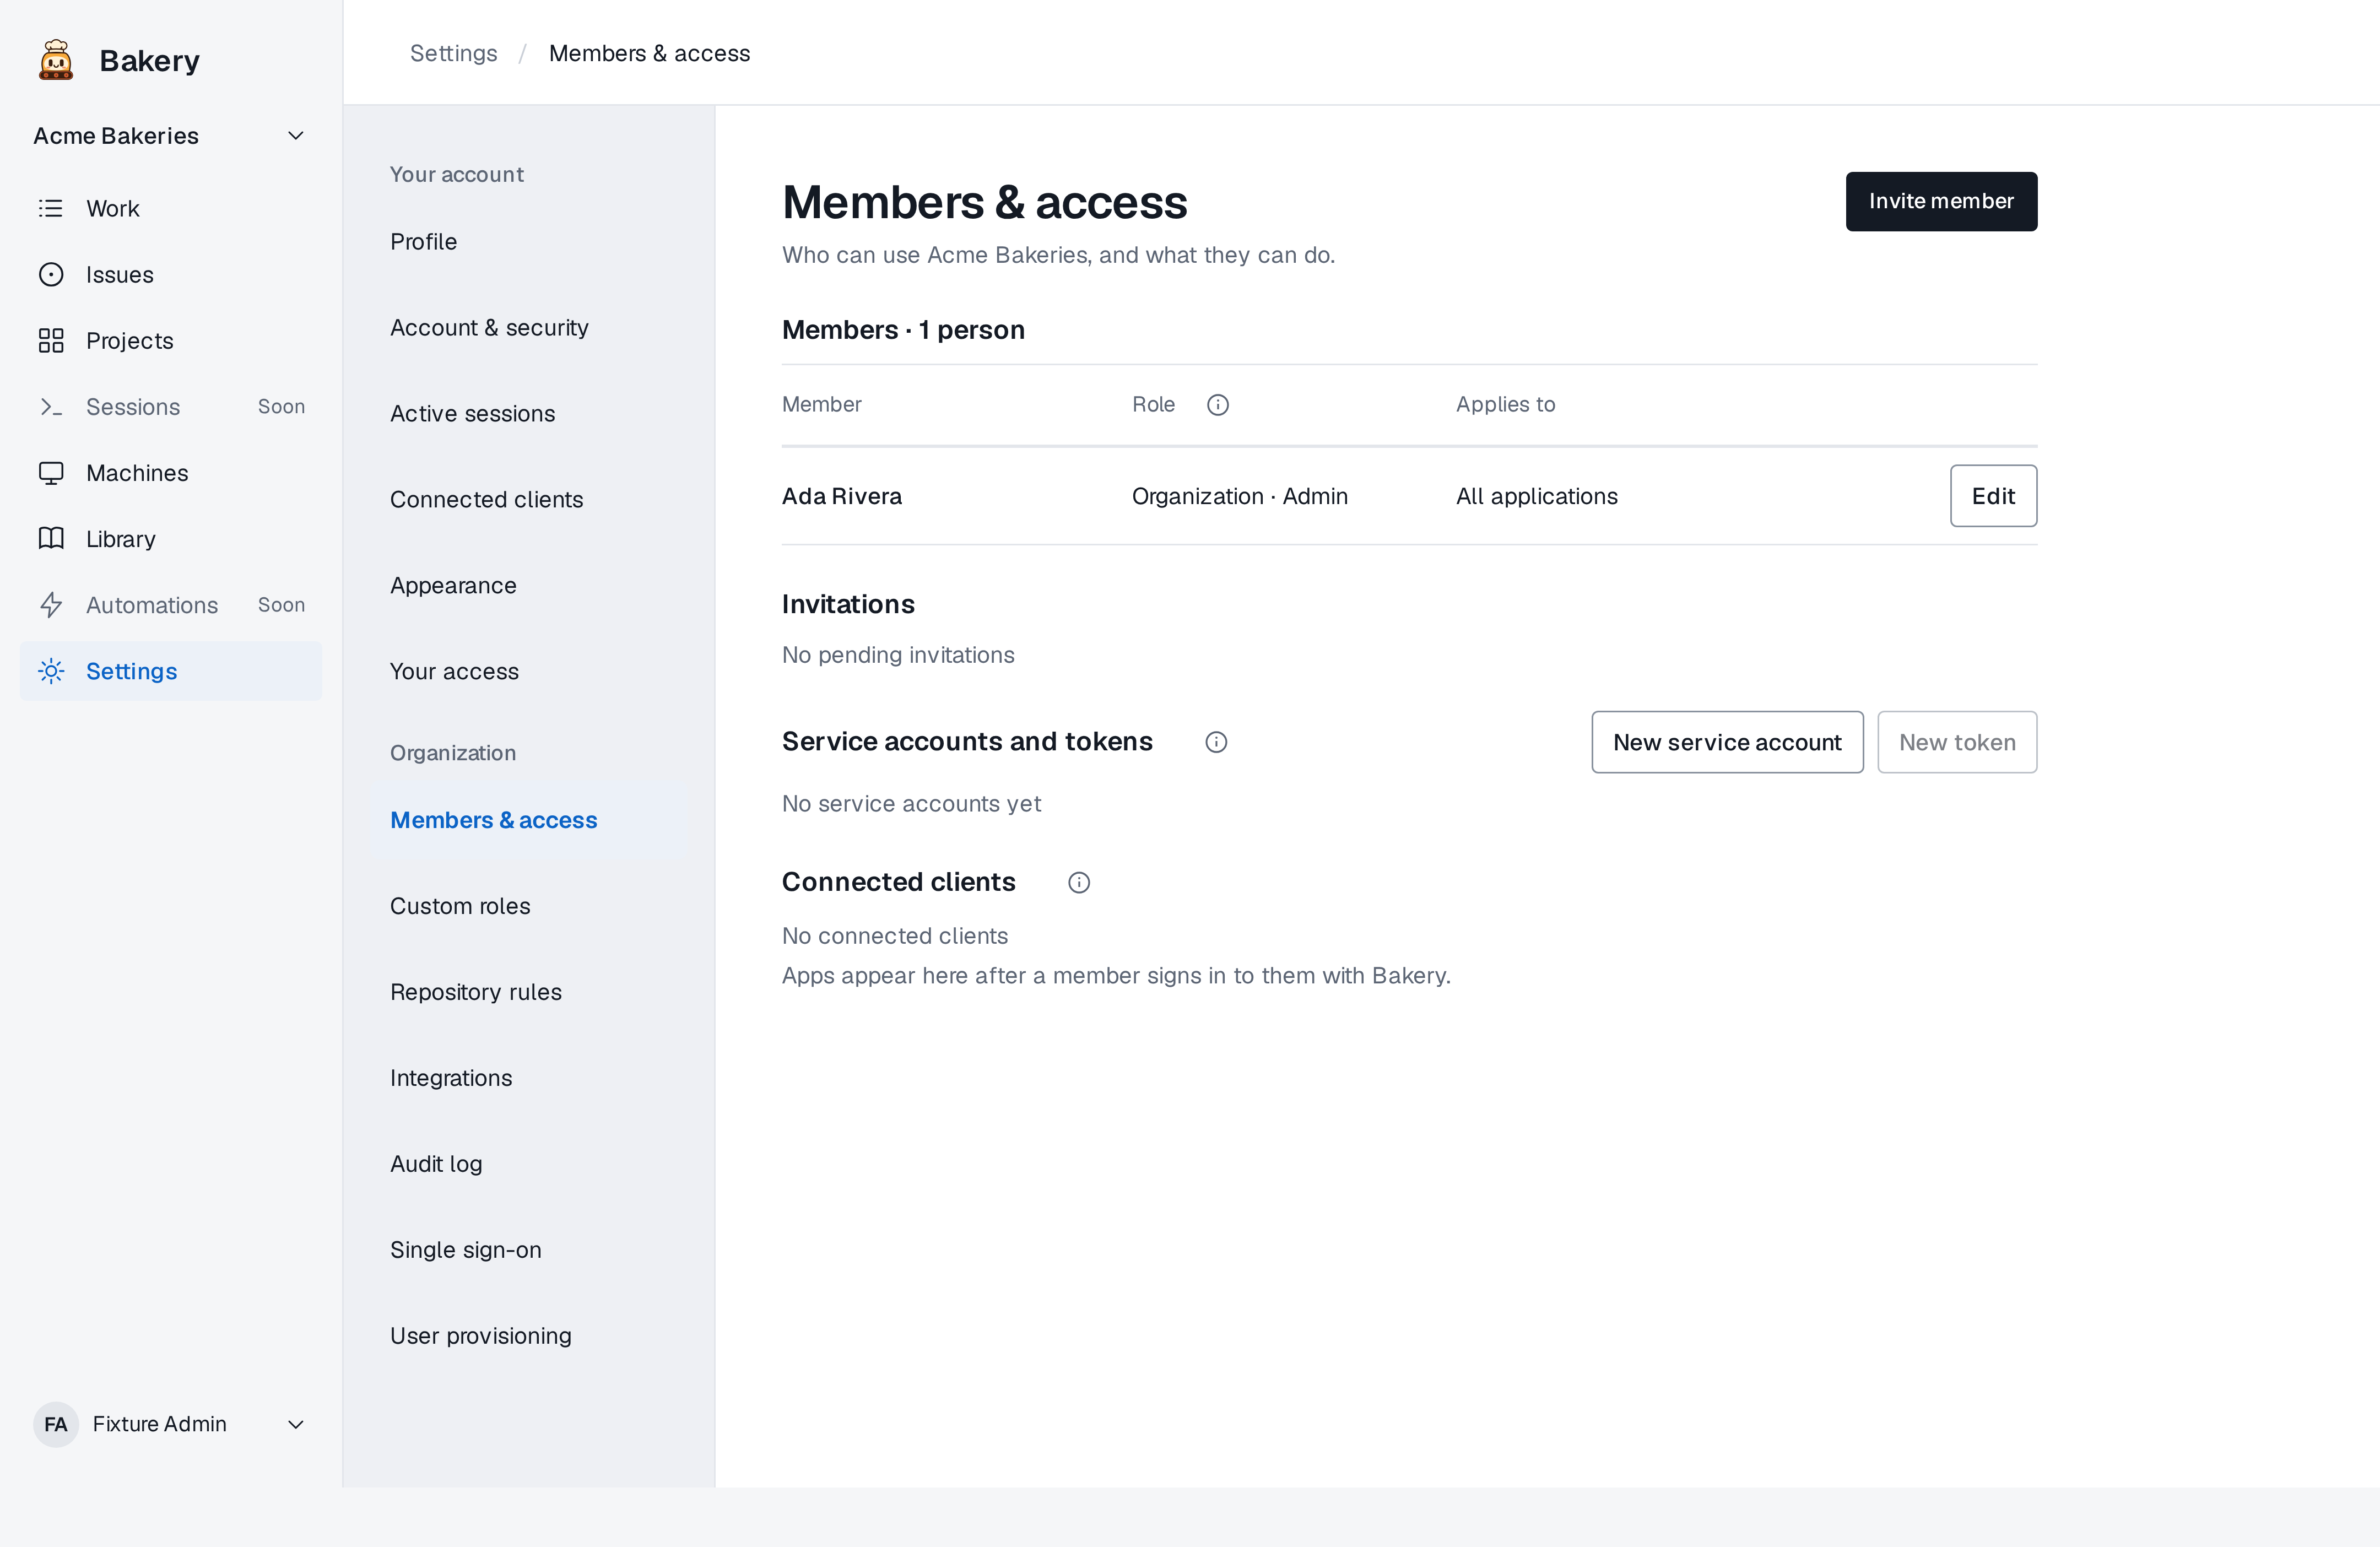 Bakery
Acme Bakeries
Work
Issues
Projects
Sessions Soon
Machines
Library
Automations Soon
Settings
FA Fixture Admin
Settings / Members & access
Your account
Profile
Account & security
Active sessions
Connected clients
Appearance
Your access
Organization
Members & access
Custom roles
Repository rules
Integrations
Audit log
Single sign-on
User provisioning
Members & access
Invite member
Who can use Acme Bakeries, and what they can do.
Members · 1 person
Member Role Applies to
Ada Rivera Organization · Admin All applications Edit
Invitations
No pending invitations
Service accounts and tokens New service account New token
No service accounts yet
Connected clients
No connected clients
Apps appear here after a member signs in to them with Bakery.